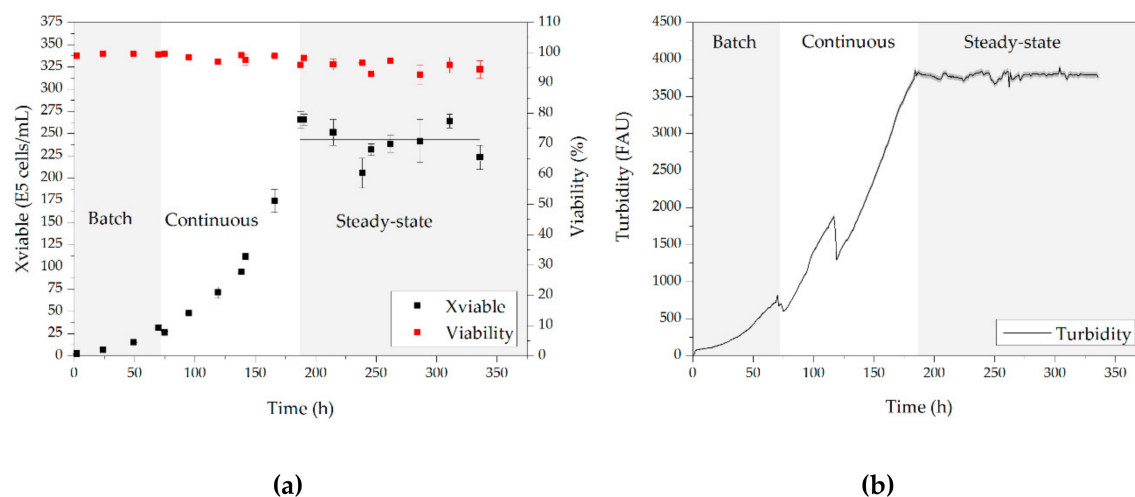 375
350
325
300
275
250
225
200
175
150
125
100
75
50
25
0
Xviable (E5 cells/mL)
Batch
Continuous
Steady-state
Xviable
Viability
110
100
90
80
70
60
50
40
30
20
10
0
Viability (%)
0 50 100 150 200 250 300 350
Time (h)
(a)
4500
4000
3500
3000
2500
2000
1500
1000
500
0
Turbidity (FAU)
Batch
Continuous
Steady-state
Turbidity
0 50 100 150 200 250 300 350
Time (h)
(b)